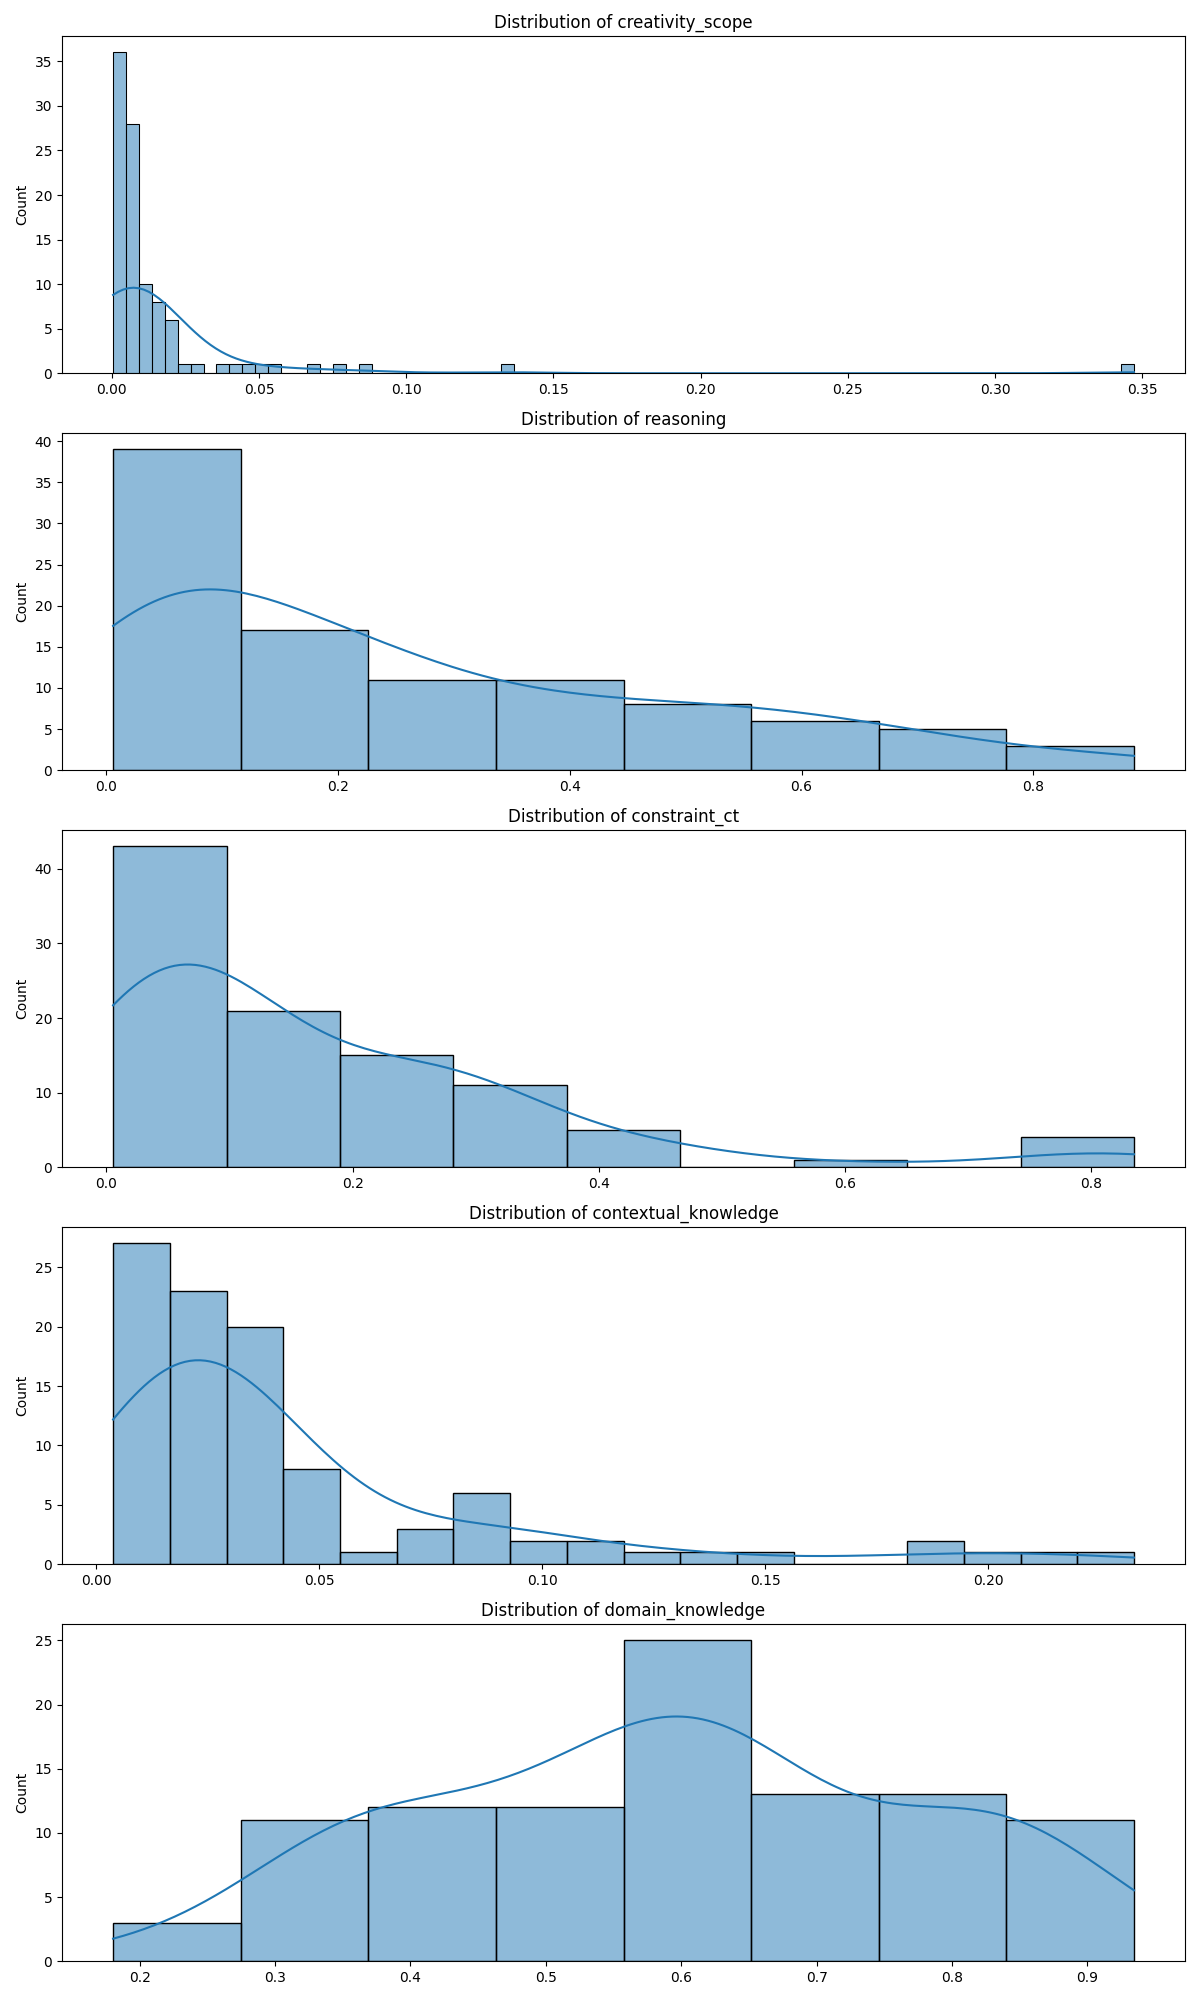 Distribution of creativity_scope
Count
35
30
25
20
15
10
5
0
0.00 0.05 0.10 0.15 0.20 0.25 0.30 0.35
Distribution of reasoning
Count
40
35
30
25
20
15
10
5
0
0.0 0.2 0.4 0.6 0.8
Distribution of constraint_ct
Count
40
30
20
10
0
0.0 0.2 0.4 0.6 0.8
Distribution of contextual_knowledge
Count
25
20
15
10
5
0
0.00 0.05 0.10 0.15 0.20
Distribution of domain_knowledge
Count
25
20
15
10
5
0
0.2 0.3 0.4 0.5 0.6 0.7 0.8 0.9